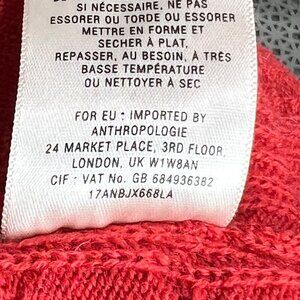 SI NÉCESSAIRE, NE PAS
ESSORER OU TORDE OU ESSORER
METTRE EN FORME ET
SECHER À PLAT,
REPASSER, AU BESOIN, À TRÈS
BASSE TEMPÉRATURE
OU NETTOYER À SEC
FOR EU • IMPORTED BY
ANTHROPOLOGIE
24 MARKET PLACE, 3RD FLOOR,
LONDON, UK W1W8AN
CIF : VAT No. GB 684936382
17ANBJX668LA